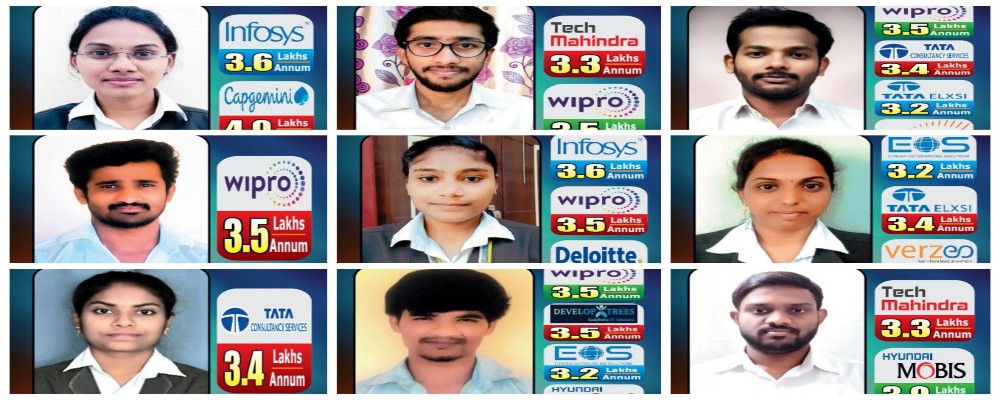 Infosys
3.6 Lakhs
Annum
Capgemini
Lakhs
Tech
Mahindra
3.3 Lakhs
Annum
wipro
wipro
3.5 Lakhs
Annum
TATA
CONSULTANCY SERVICES
3.4 Lakhs
Annum
TATA ELXSI
3.2 Lakhs
Annum
wipro
3.5 Lakhs
Annum
Infosys
3.6 Lakhs
Annum
wipro
3.5 Lakhs
Annum
Deloitte.
EOS
3.2 Lakhs
Annum
TATA ELXSI
3.4 Lakhs
Annum
verzeo
TATA
CONSULTANCY SERVICES
3.4 Lakhs
Annum
wipro
3.5 Lakhs
Annum
DEVELOPTREES
3.5 Lakhs
Annum
EOS
3.2 Lakhs
Annum
HYUNDAI
Tech
Mahindra
3.3 Lakhs
Annum
HYUNDAI
MOBIS
Lakhs